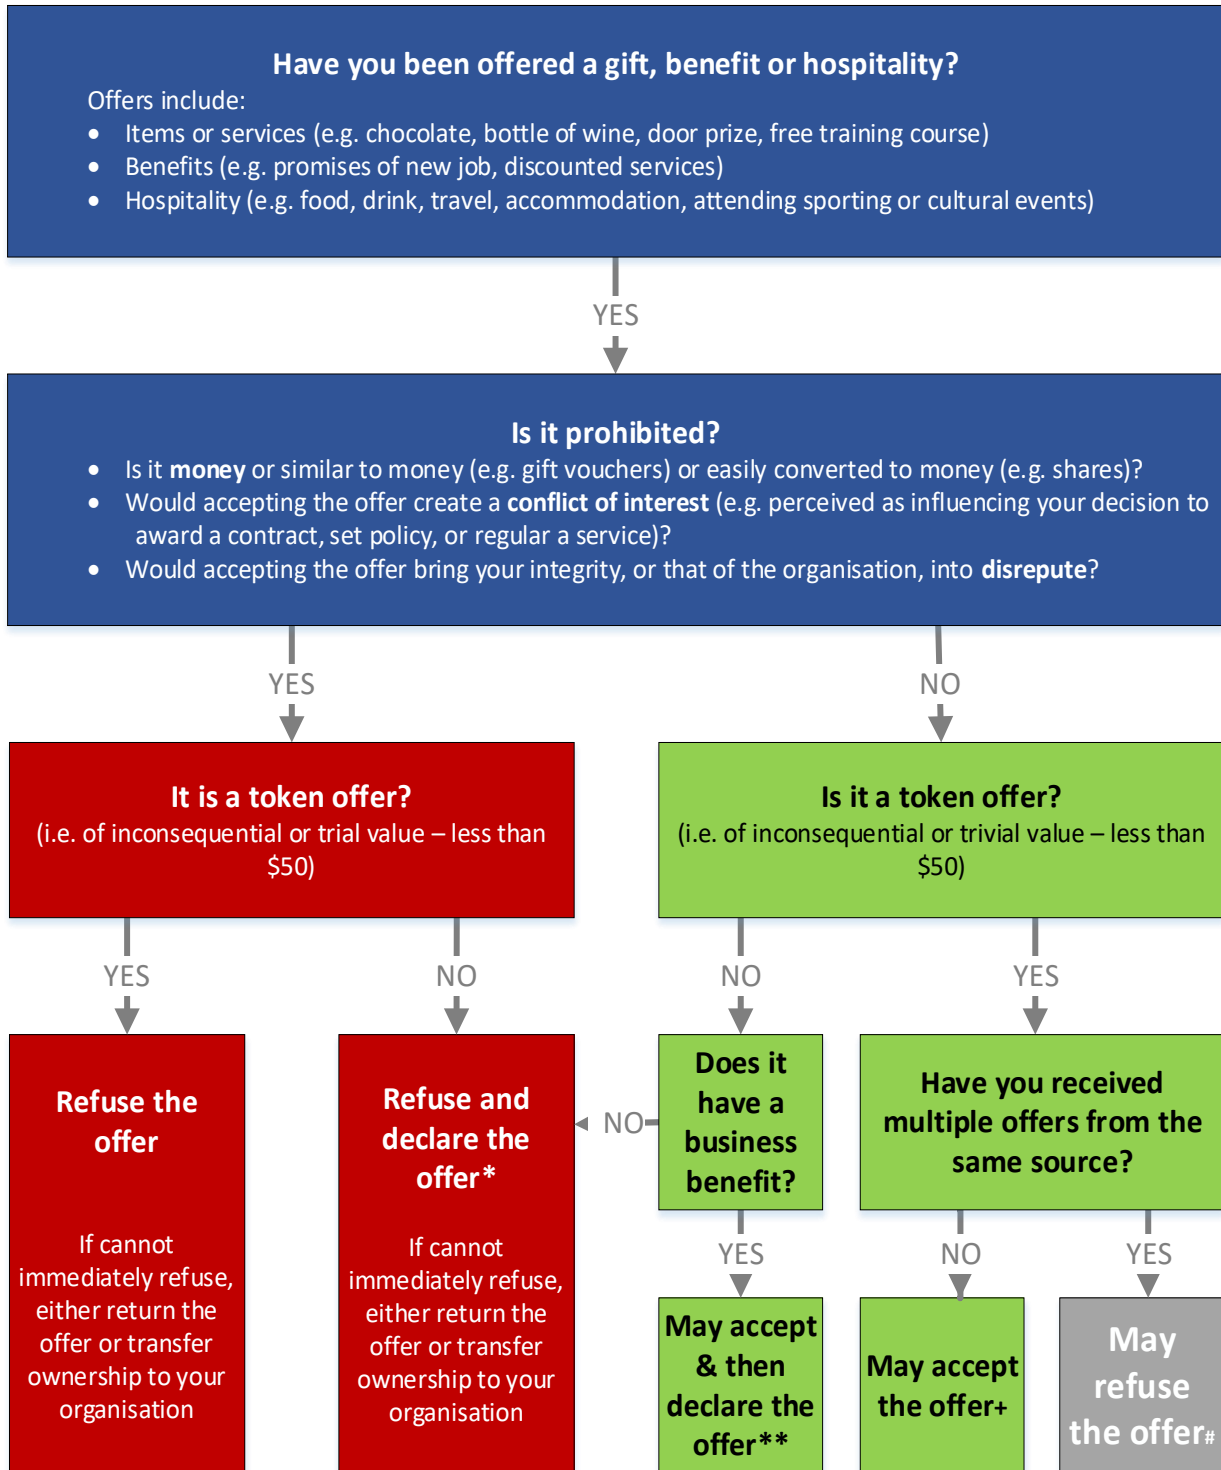 Have you been offered a gift, benefit or hospitality?
Offers include:
• Items or services (e.g. chocolate, bottle of wine, door prize, free training course)
• Benefits (e.g. promises of new job, discounted services)
• Hospitality (e.g. food, drink, travel, accommodation, attending sporting or cultural events)
YES
Is it prohibited?
• Is it money or similar to money (e.g. gift vouchers) or easily converted to money (e.g. shares)?
• Would accepting the offer create a conflict of interest (e.g. perceived as influencing your decision to
award a contract, set policy, or regular a service)?
• Would accepting the offer bring your integrity, or that of the organisation, into disrepute?
YES
NO
It is a token offer?
(i.e. of inconsequential or trial value – less than
$50)
Is it a token offer?
(i.e. of inconsequential or trivial value – less than
$50)
YES
NO
NO
YES
Refuse the
offer
If cannot
immediately refuse,
either return the
offer or transfer
ownership to your
organisation
Refuse and
declare the
offer*
If cannot
immediately refuse,
either return the
offer or transfer
ownership to your
organisation
NO
Does it
have a
business
benefit?
Have you received
multiple offers from the
same source?
YES
NO
YES
May accept
& then
declare the
offer**
May accept
the offer+
May
refuse
the offer#